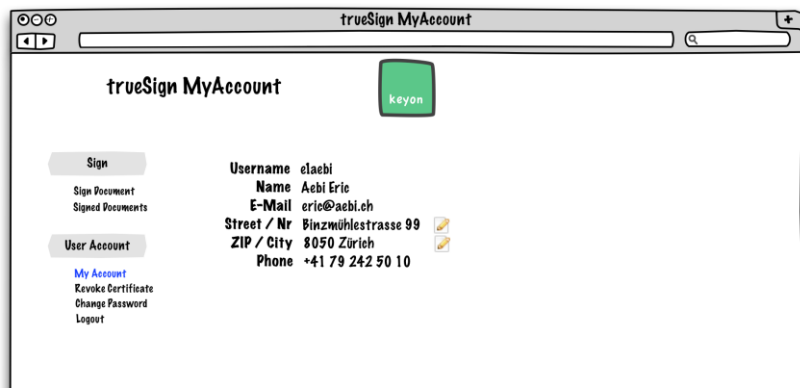 trueSign MyAccount
trueSign MyAccount
keyon
Sign
Sign Document
Signed Documents
User Account
My Account
Revoke Certificate
Change Password
Logout
Username e1aebi
Name Aebi Eric
E-Mail eric@aebi.ch
Street / Nr Binzmühlestrasse 99
ZIP / City 8050 Zürich
Phone +41 79 242 50 10